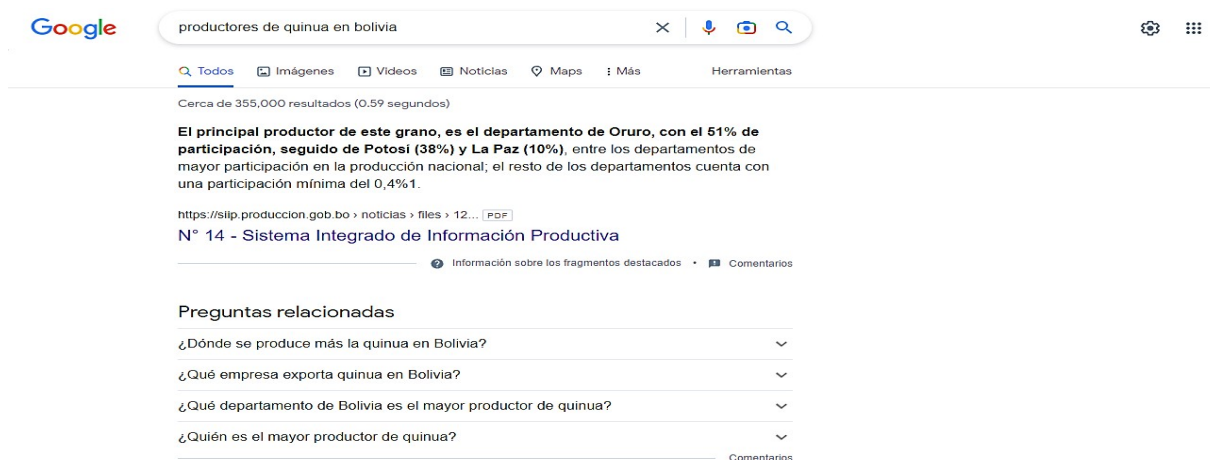 Google
productores de quinua en bolivia
Todos Imágenes Videos Noticias Maps Más Herramientas
Cerca de 355,000 resultados (0.59 segundos)
El principal productor de este grano, es el departamento de Oruro, con el 51% de
participación, seguido de Potosí (38%) y La Paz (10%), entre los departamentos de
mayor participación en la producción nacional; el resto de los departamentos cuenta con
una participación mínima del 0,4%1.
https://siip.produccion.gob.bo › noticias › files › 12... PDF
N° 14 - Sistema Integrado de Información Productiva
Información sobre los fragmentos destacados • Comentarios
Preguntas relacionadas
¿Dónde se produce más la quinua en Bolivia?
¿Qué empresa exporta quinua en Bolivia?
¿Qué departamento de Bolivia es el mayor productor de quinua?
¿Quién es el mayor productor de quinua?
Comentarios